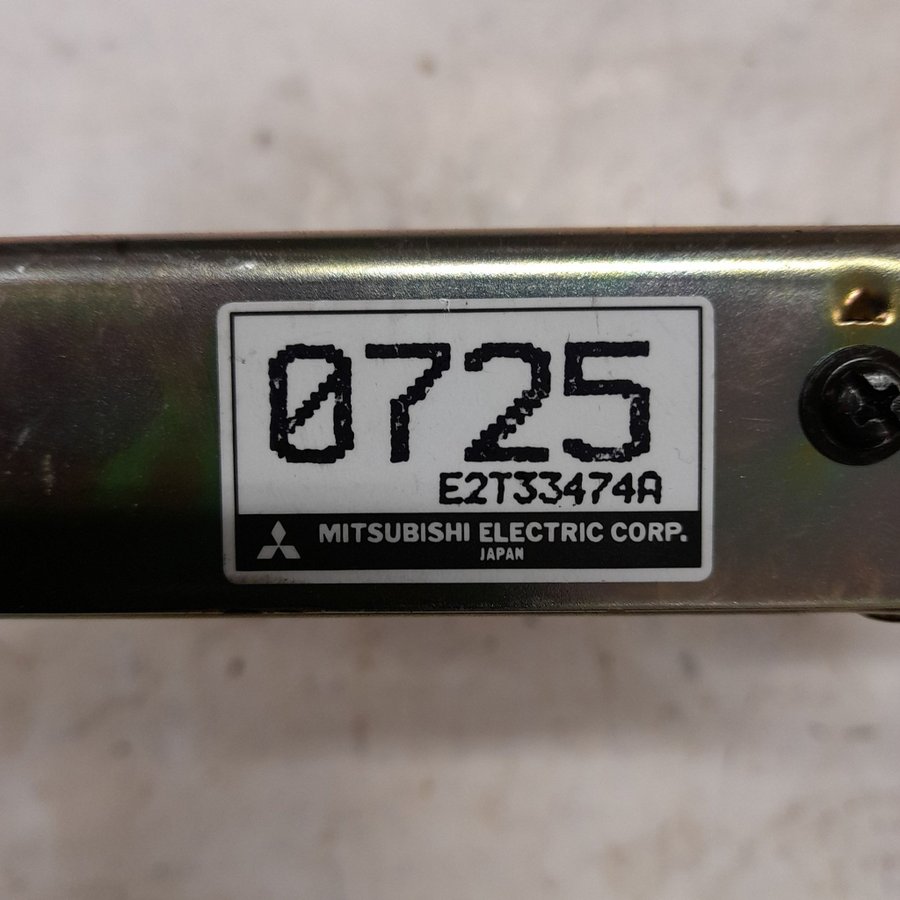 0725
E2T33474A
MITSUBISHI ELECTRIC CORP.
JAPAN